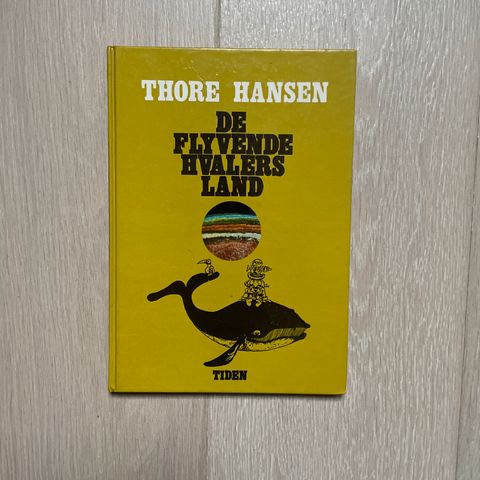 THORE HANSEN
DE
FLYVENDE
HVALERS
LAND
TIDEN